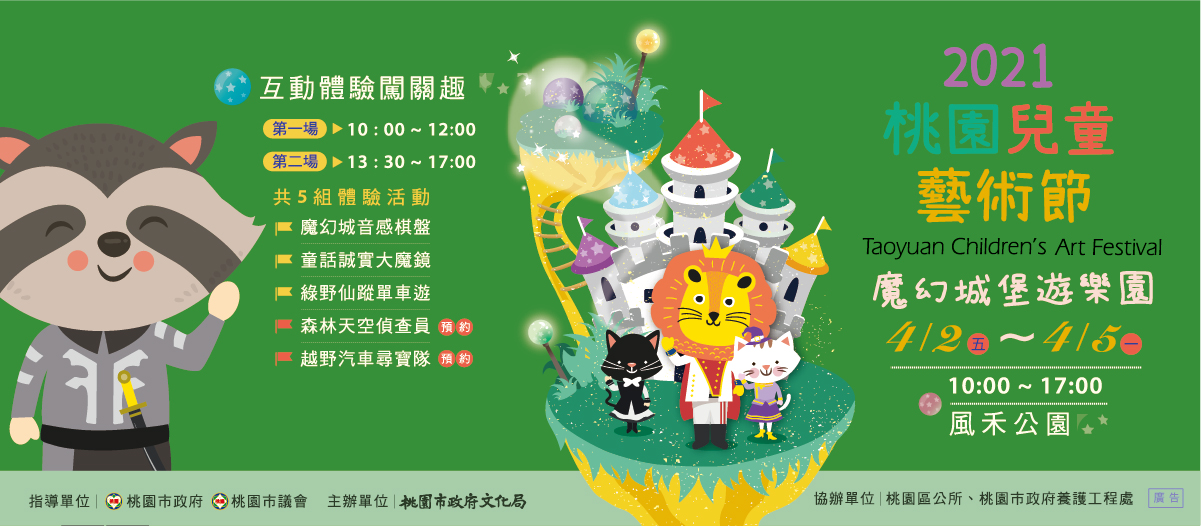 互動體驗闖關趣
第一場 10:00 ~ 12:00
第二場 13:30 ~ 17:00
共5組體驗活動
魔幻城音感棋盤
童話誠實大魔鏡
綠野仙蹤單車遊
森林天空偵查員 預約
越野汽車尋寶隊 預約
2021
桃園兒童
藝術節
Taoyuan Children's Art Festival
魔幻城堡遊樂園
4/2 五 ~ 4/5 一
10:00 ~ 17:00
風禾公園
指導單位 | 桃園市政府 桃園市議會 主辦單位 | 桃園市政府文化局
協辦單位 | 桃園區公所、桃園市政府養護工程處 廣告